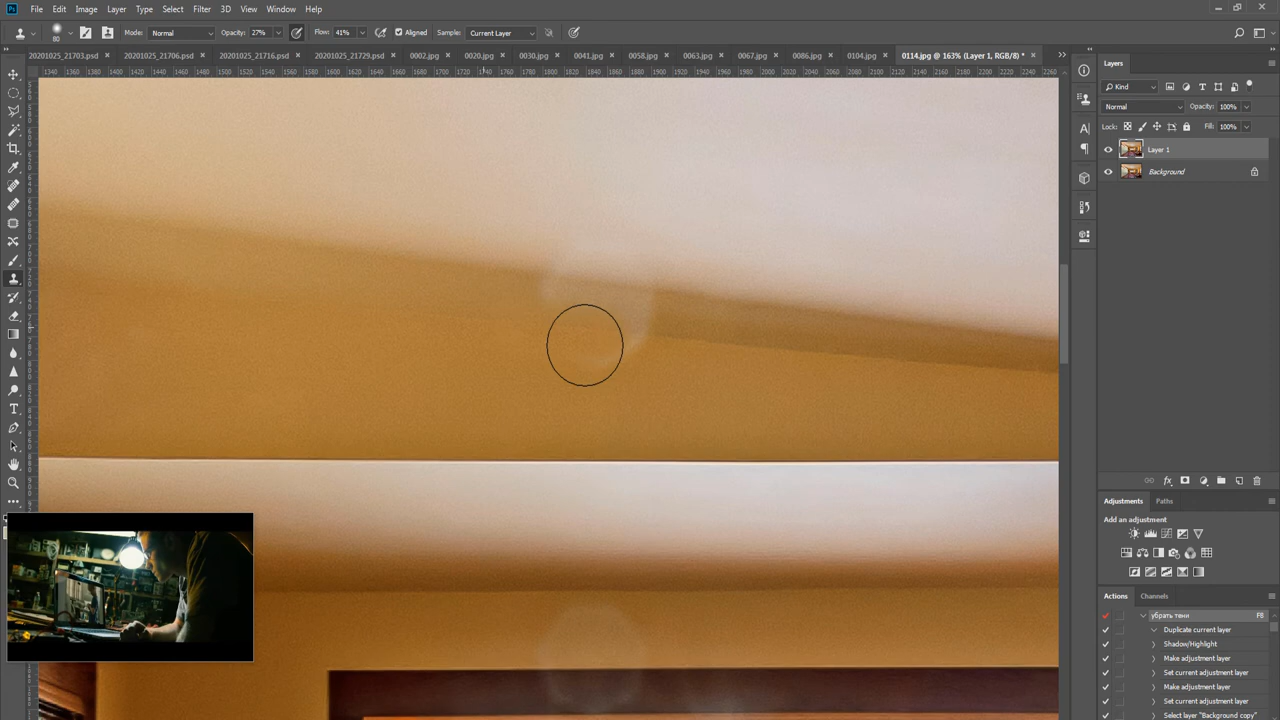 Ps File Edit Image Layer Type Select Filter 3D View Window Help
80 Mode: Normal Opacity: 27% Flow: 41% Aligned Sample: Current Layer
20201025_21703.psd × 20201025_21706.psd × 20201025_21716.psd × 20201025_21729.psd × 0002.jpg × 0020.jpg × 0030.jpg × 0041.jpg × 0058.jpg × 0063.jpg × 0067.jpg × 0086.jpg × 0104.jpg × 0114.jpg @ 163% (Layer 1, RGB/8) * ×
Layers
Kind
Normal Opacity: 100%
Lock: Fill: 100%
Layer 1
Background
Adjustments Paths
Add an adjustment
Actions Channels
убрать тени F8
Duplicate current layer
Shadow/Highlight
Make adjustment layer
Set current adjustment layer
Make adjustment layer
Set current adjustment layer
Select layer "Background copy"